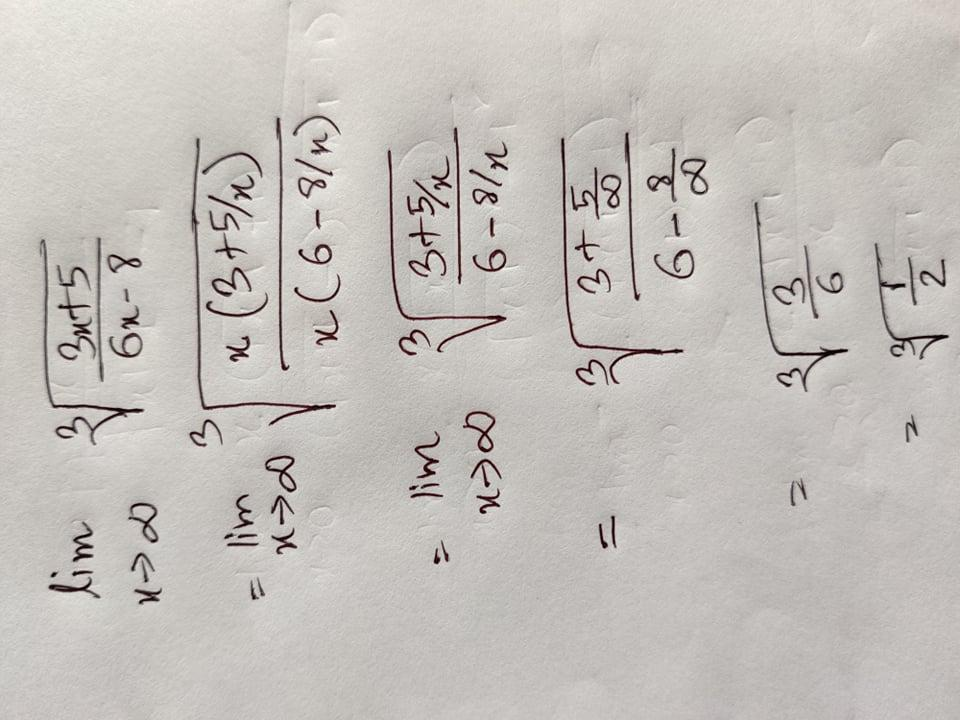 lim x→∞ ∛((3x+5)/(6x-8))
= lim x→∞ ∛((x(3+5/x))/(x(6-8/x)))
= lim x→∞ ∛((3+5/x)/(6-8/x))
= ∛((3+5/∞)/(6-8/∞))
= ∛(3/6)
= ∛(1/2)